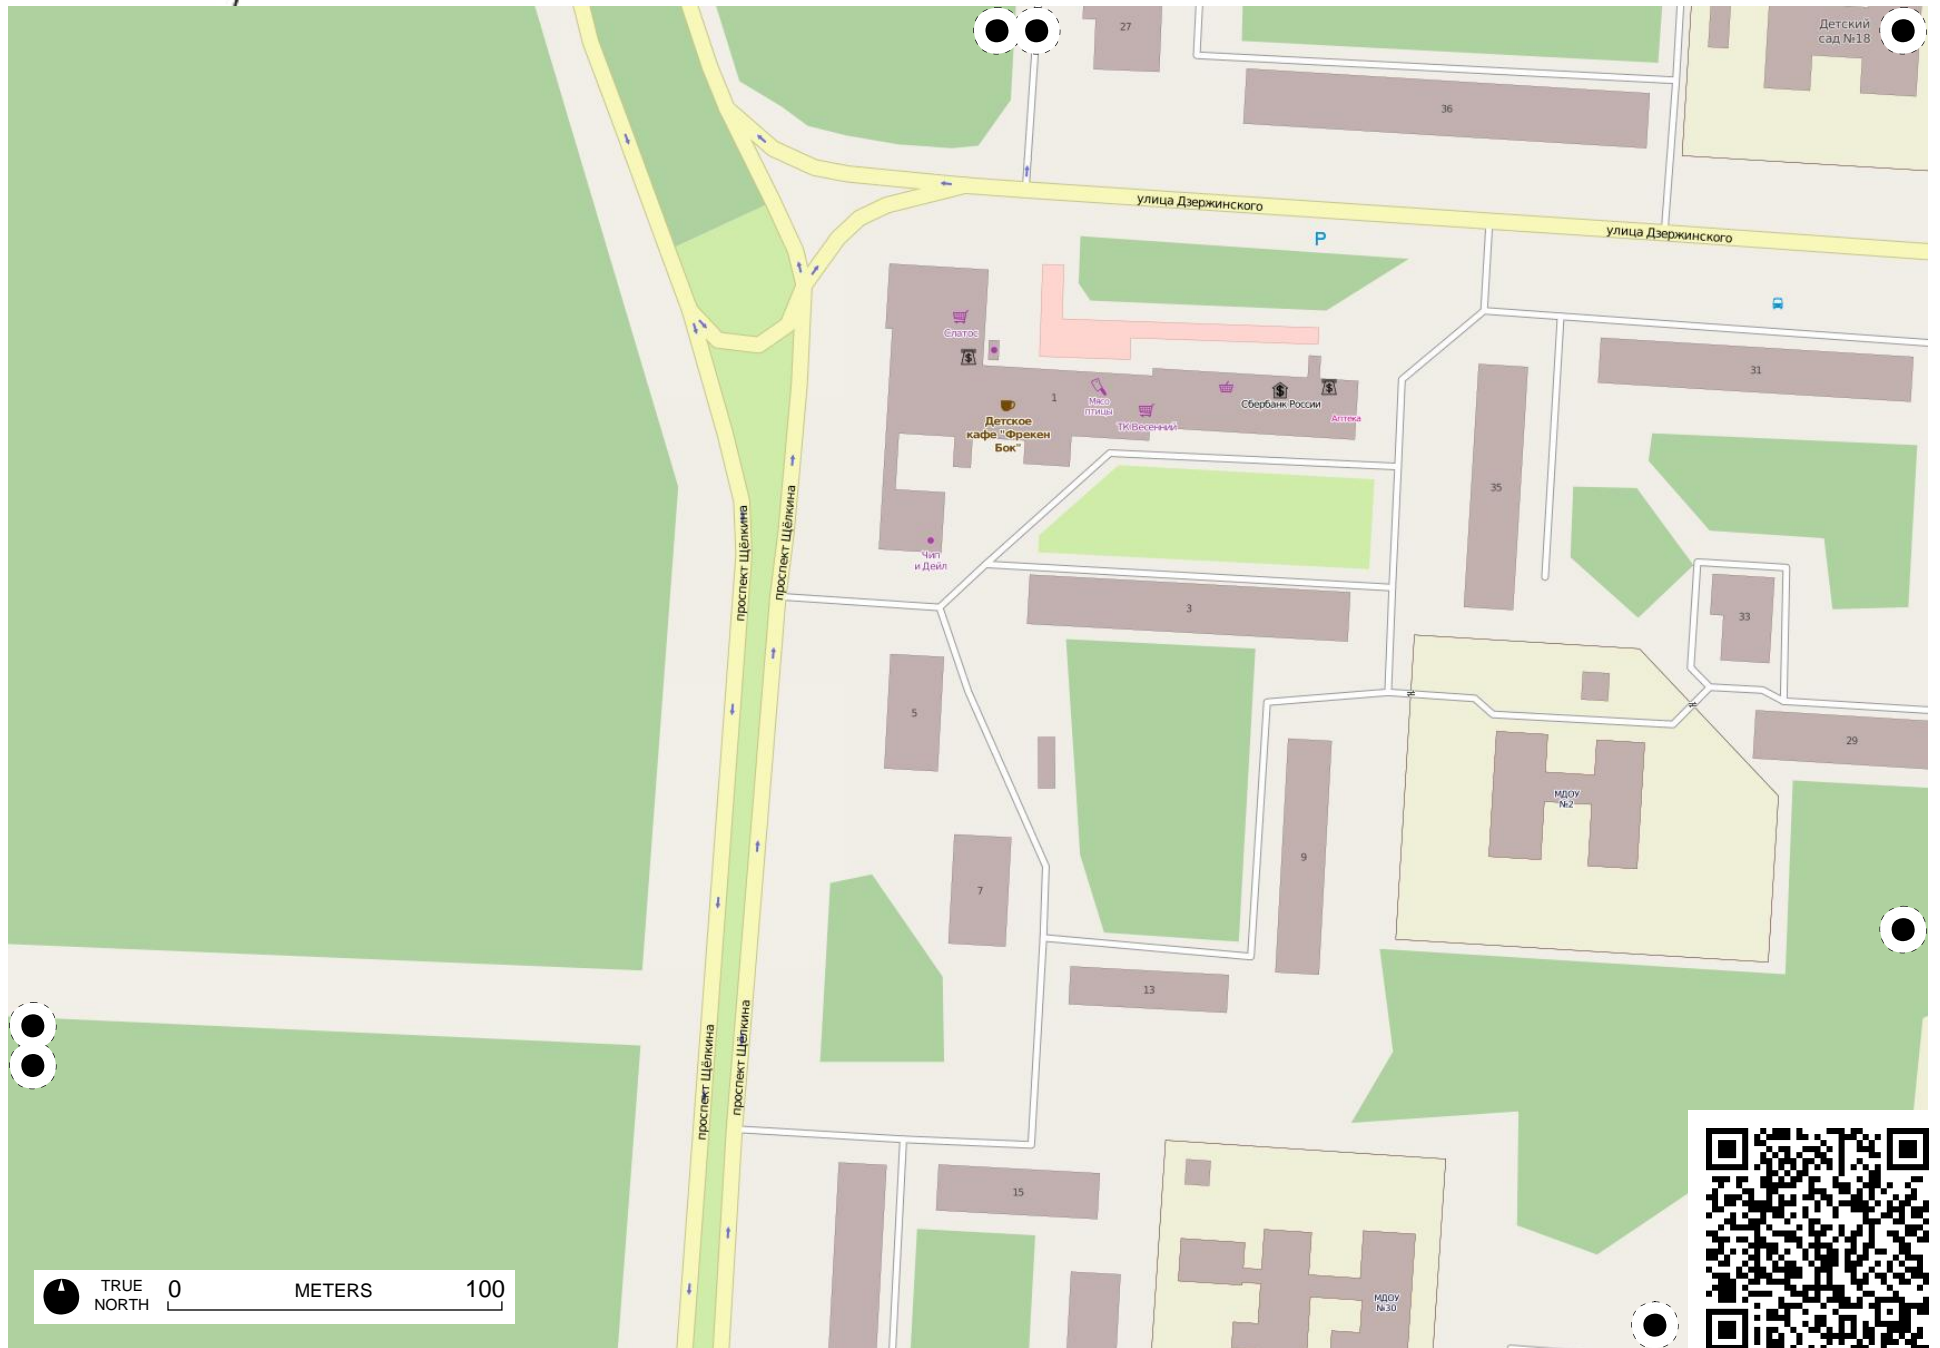 27
Детский
сад №18
36
улица Дзержинского
улица Дзержинского
P
Слатос
31
1
Мясо
птицы
ТК Весенний
Сбербанк России
Аптека
Детское
кафе "Фрекен
Бок"
35
проспект Щёлкина
проспект Щёлкина
Чип
и Дейл
3
33
5
29
МДОУ
№2
9
7
13
проспект Щёлкина
проспект Щёлкина
15
МДОУ
№30
TRUE
NORTH
0 METERS 100